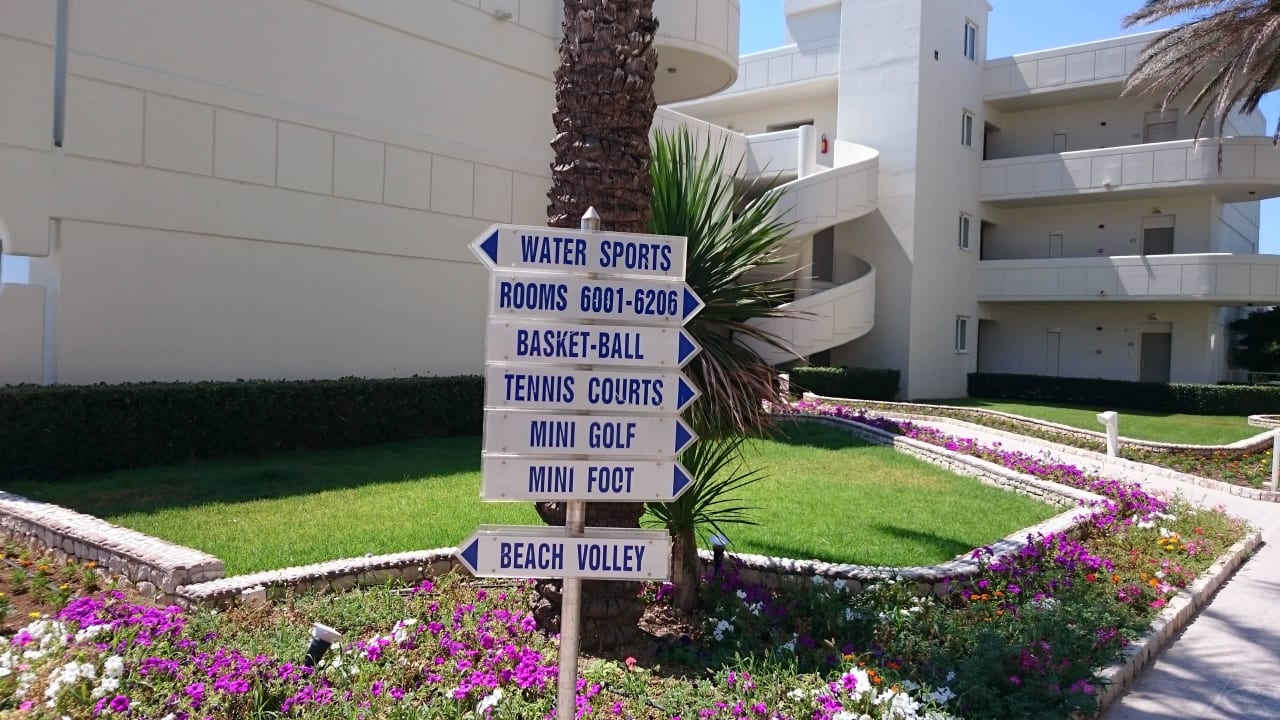 WATER SPORTS
ROOMS 6001-6206
BASKET-BALL
TENNIS COURTS
MINI GOLF
MINI FOOT
BEACH VOLLEY